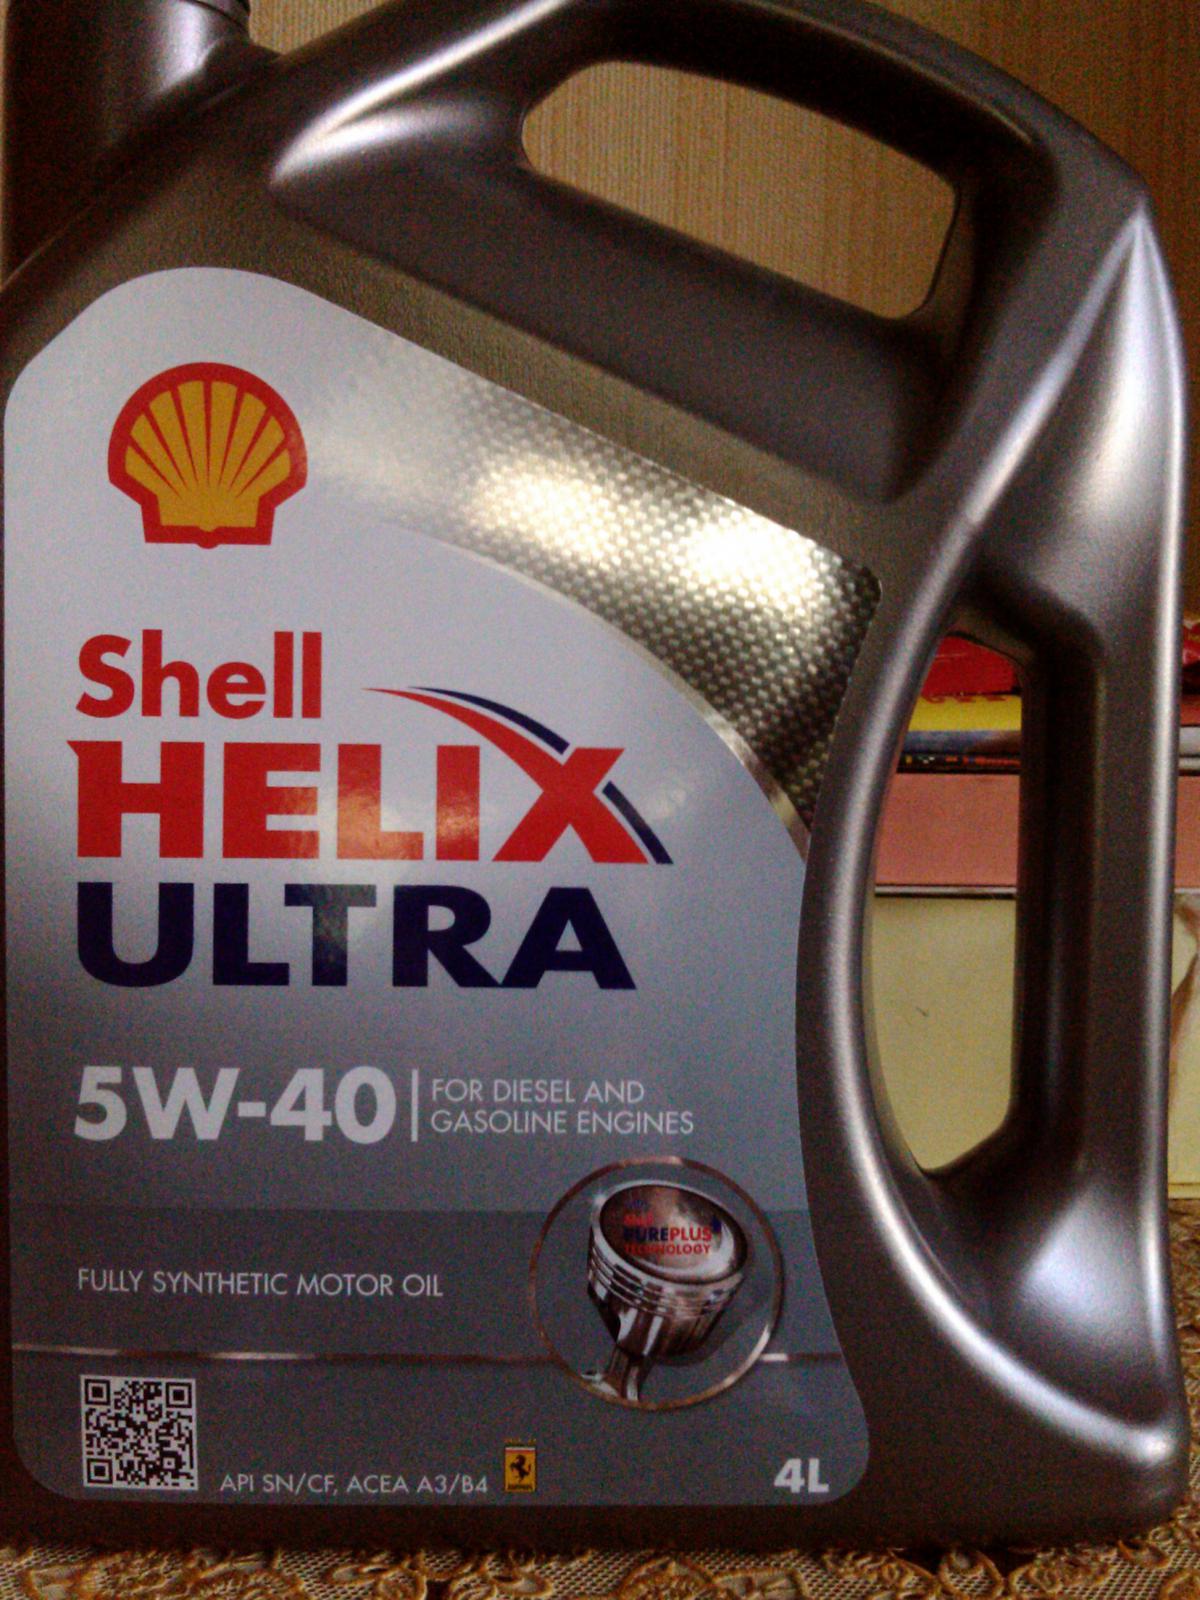 Shell
HELIX
ULTRA
5W-40
FOR DIESEL AND
GASOLINE ENGINES
PUREPLUS
TECHNOLOGY
FULLY SYNTHETIC MOTOR OIL
API SN/CF, ACEA A3/B4
4L